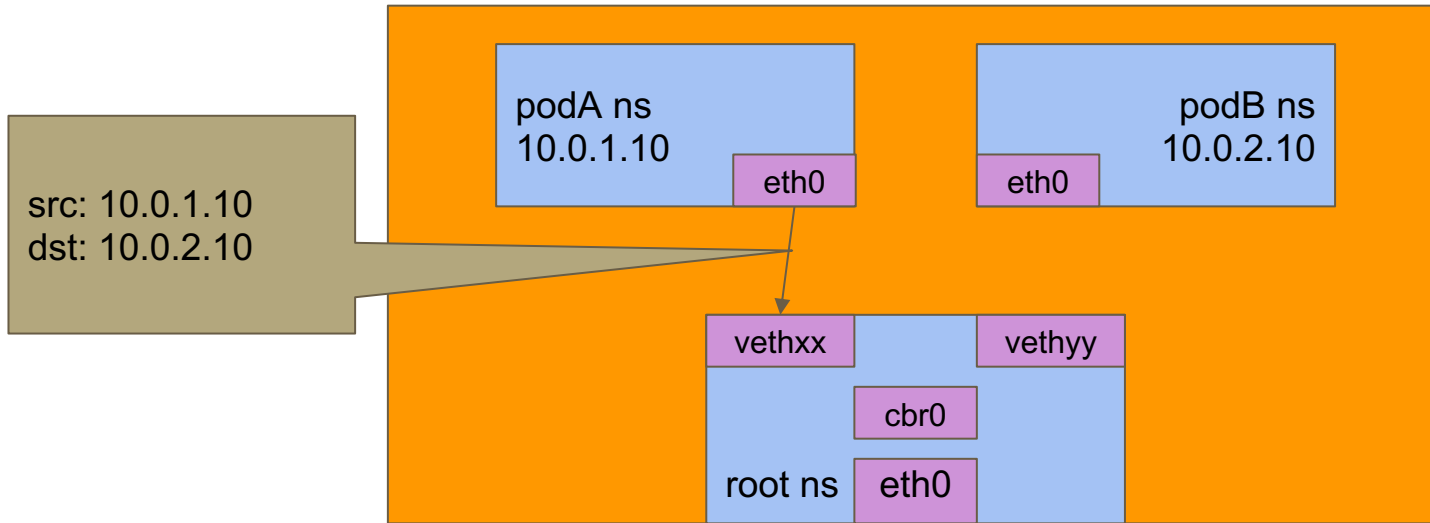 podA ns
10.0.1.10
eth0
podB ns
10.0.2.10
eth0
src: 10.0.1.10
dst: 10.0.2.10
vethxx
vethyy
cbr0
root ns
eth0